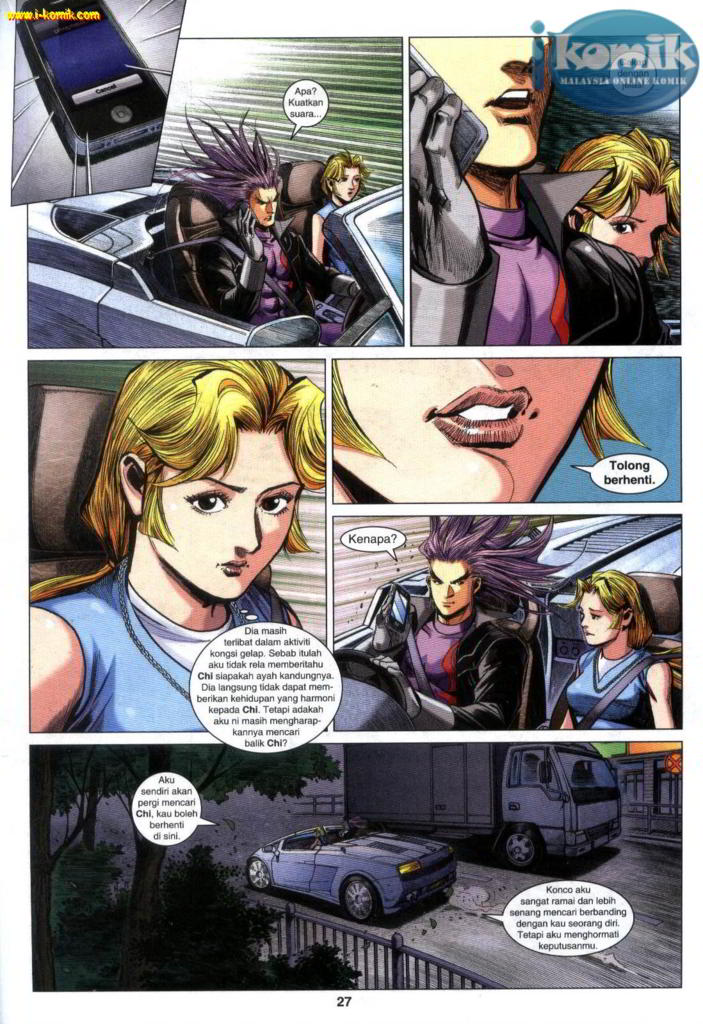 www.i-komik.com
Cancel
Apa?
Kuatkan
suara...
ikomik
MALAYSIA ONLINE KOMIK
dengan
Tolong
berhenti.
Dia masih
terlibat dalam aktiviti
kongsi gelap. Sebab itulah
aku tidak rela memberitahu
Chi siapakah ayah kandungnya.
Dia langsung tidak dapat mem-
berikan kehidupan yang harmoni
kepada Chi. Tetapi adakah
aku ni masih mengharap-
kannya mencari
balik Chi?
Kenapa?
Aku
sendiri akan
pergi mencari
Chi, kau boleh
berhenti
di sini.
Konco aku
sangat ramai dan lebih
senang mencari berbanding
dengan kau seorang diri.
Tetapi aku menghormati
keputusanmu.
27